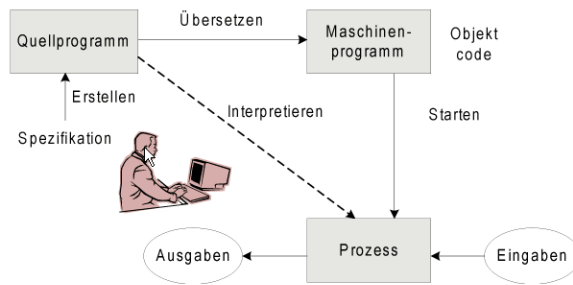 Übersetzen
Quellprogramm
Maschinen-
programm
Objekt
code
Erstellen
Interpretieren
Starten
Spezifikation
Ausgaben
Prozess
Eingaben